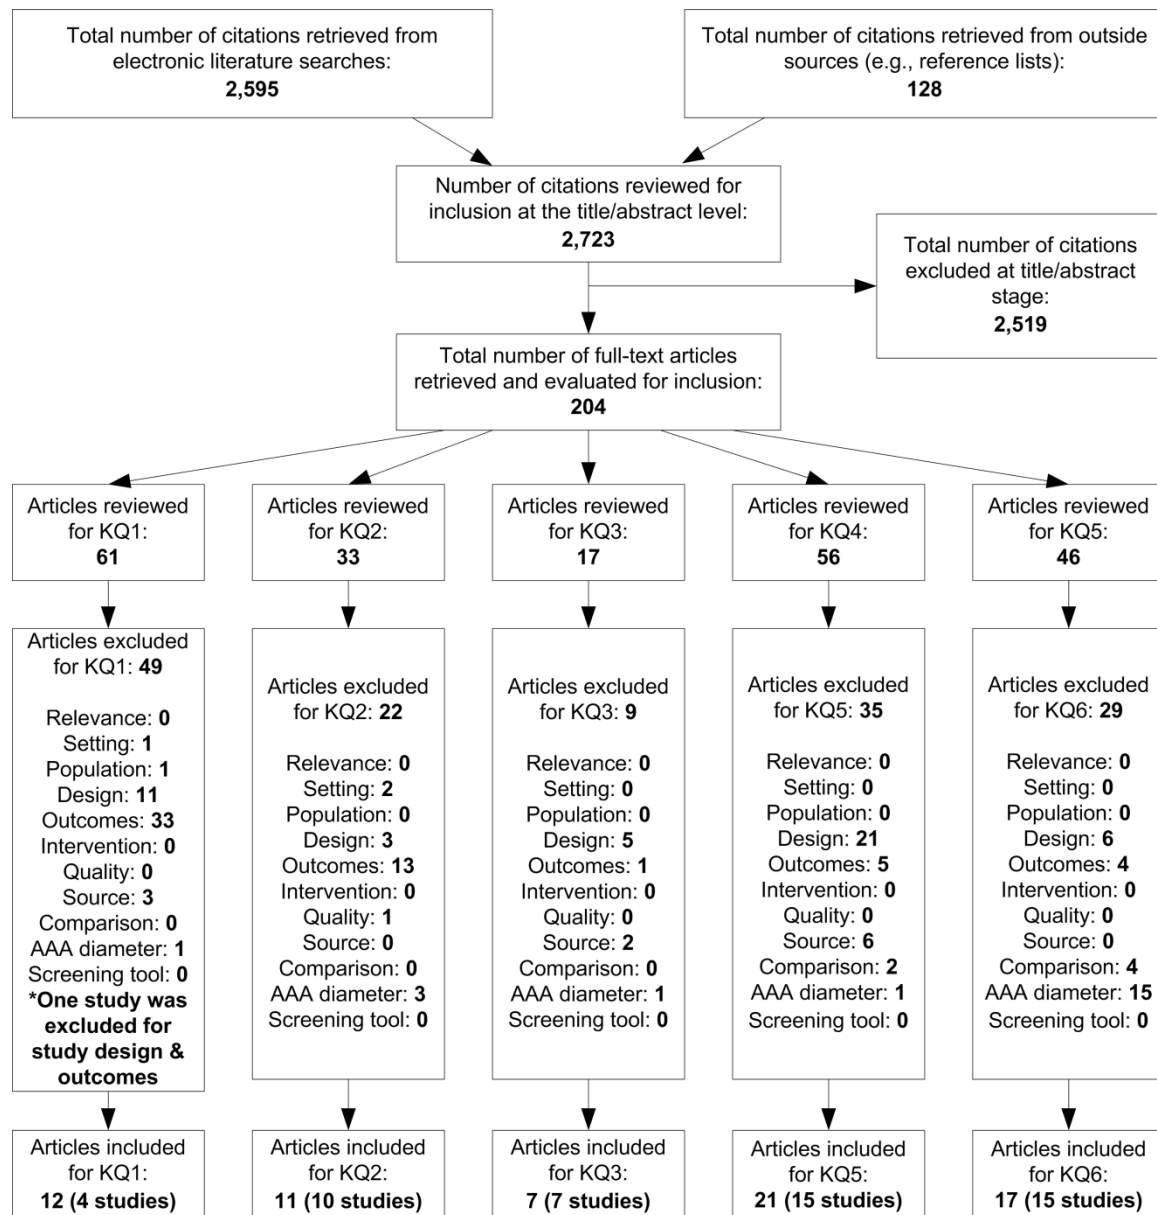 Total number of citations retrieved from
electronic literature searches:
2,595
Total number of citations retrieved from outside
sources (e.g., reference lists):
128
Number of citations reviewed for
inclusion at the title/abstract level:
2,723
Total number of citations
excluded at title/abstract
stage:
2,519
Total number of full-text articles
retrieved and evaluated for inclusion:
204
Articles reviewed
for KQ1:
61
Articles reviewed
for KQ2:
33
Articles reviewed
for KQ3:
17
Articles reviewed
for KQ4:
56
Articles reviewed
for KQ5:
46
Articles excluded
for KQ1: 49
Relevance: 0
Setting: 1
Population: 1
Design: 11
Outcomes: 33
Intervention: 0
Quality: 0
Source: 3
Comparison: 0
AAA diameter: 1
Screening tool: 0
*One study was
excluded for
study design &
outcomes
Articles excluded
for KQ2: 22
Relevance: 0
Setting: 2
Population: 0
Design: 3
Outcomes: 13
Intervention: 0
Quality: 1
Source: 0
Comparison: 0
AAA diameter: 3
Screening tool: 0
Articles excluded
for KQ3: 9
Relevance: 0
Setting: 0
Population: 0
Design: 5
Outcomes: 1
Intervention: 0
Quality: 0
Source: 2
Comparison: 0
AAA diameter: 1
Screening tool: 0
Articles excluded
for KQ5: 35
Relevance: 0
Setting: 0
Population: 0
Design: 21
Outcomes: 5
Intervention: 0
Quality: 0
Source: 6
Comparison: 2
AAA diameter: 1
Screening tool: 0
Articles excluded
for KQ6: 29
Relevance: 0
Setting: 0
Population: 0
Design: 6
Outcomes: 4
Intervention: 0
Quality: 0
Source: 0
Comparison: 4
AAA diameter: 15
Screening tool: 0
Articles included
for KQ1:
12 (4 studies)
Articles included
for KQ2:
11 (10 studies)
Articles included
for KQ3:
7 (7 studies)
Articles included
for KQ5:
21 (15 studies)
Articles included
for KQ6:
17 (15 studies)